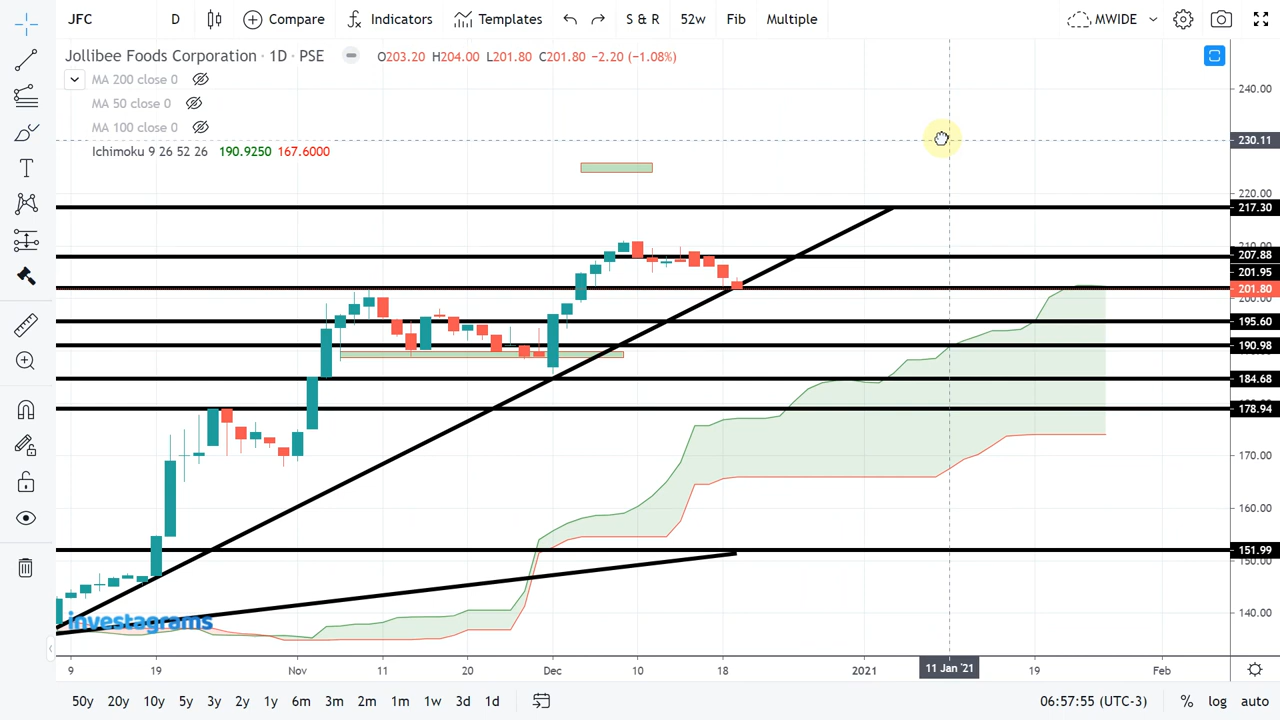 JFC D Compare Indicators Templates S & R 52w Fib Multiple MWIDE
Jollibee Foods Corporation · 1D · PSE O203.20 H204.00 L201.80 C201.80 −2.20 (−1.08%)
MA 200 close 0
MA 50 close 0
MA 100 close 0
Ichimoku 9 26 52 26 190.9250 167.6000
240.00
230.11
220.00
217.30
207.88
201.95
201.80
195.60
190.98
184.68
178.94
170.00
160.00
151.99
150.00
140.00
investagrams
9 19 Nov 11 20 Dec 10 18 2021 11 Jan '21 19 Feb
50y 20y 10y 5y 3y 2y 1y 6m 3m 2m 1m 1w 3d 1d 06:57:55 (UTC-3) % log auto